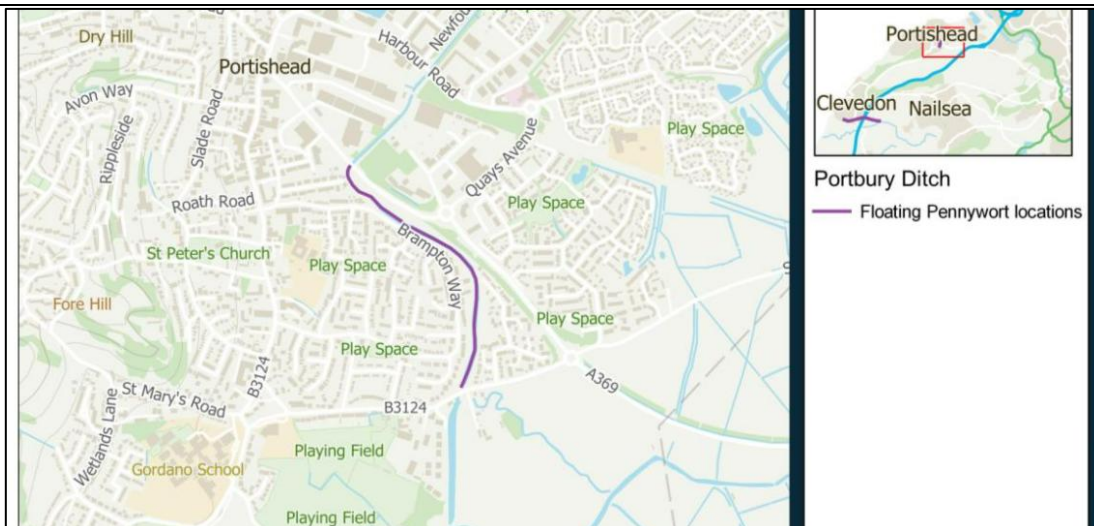 Dry Hill
Portishead
Avon Way
Rippleside
Slade Road
Harbour Road
Quays Avenue
Play Space
Roath Road
Play Space
Brampton Way
St Peter's Church
Play Space
Fore Hill
Play Space
Play Space
St Mary's Road
B3124
B3124
A369
Wetlands Lane
Gordano School
Playing Field
Playing Field
Portishead
Clevedon
Nailsea
Portbury Ditch
Floating Pennywort locations